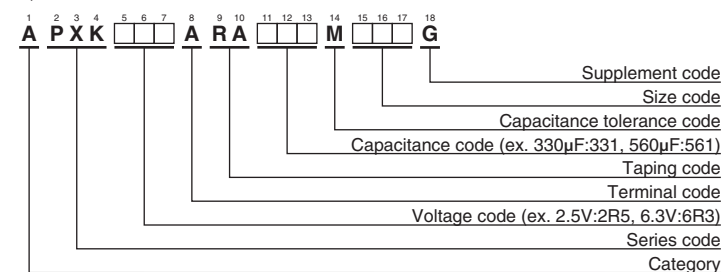 1 2 3 4 5 6 7 8 9 10 11 12 13 14 15 16 17 18
A P X K □□□ A R A □□□ M □□□ G
Supplement code
Size code
Capacitance tolerance code
Capacitance code (ex. 330μF:331, 560μF:561)
Taping code
Terminal code
Voltage code (ex. 2.5V:2R5, 6.3V:6R3)
Series code
Category